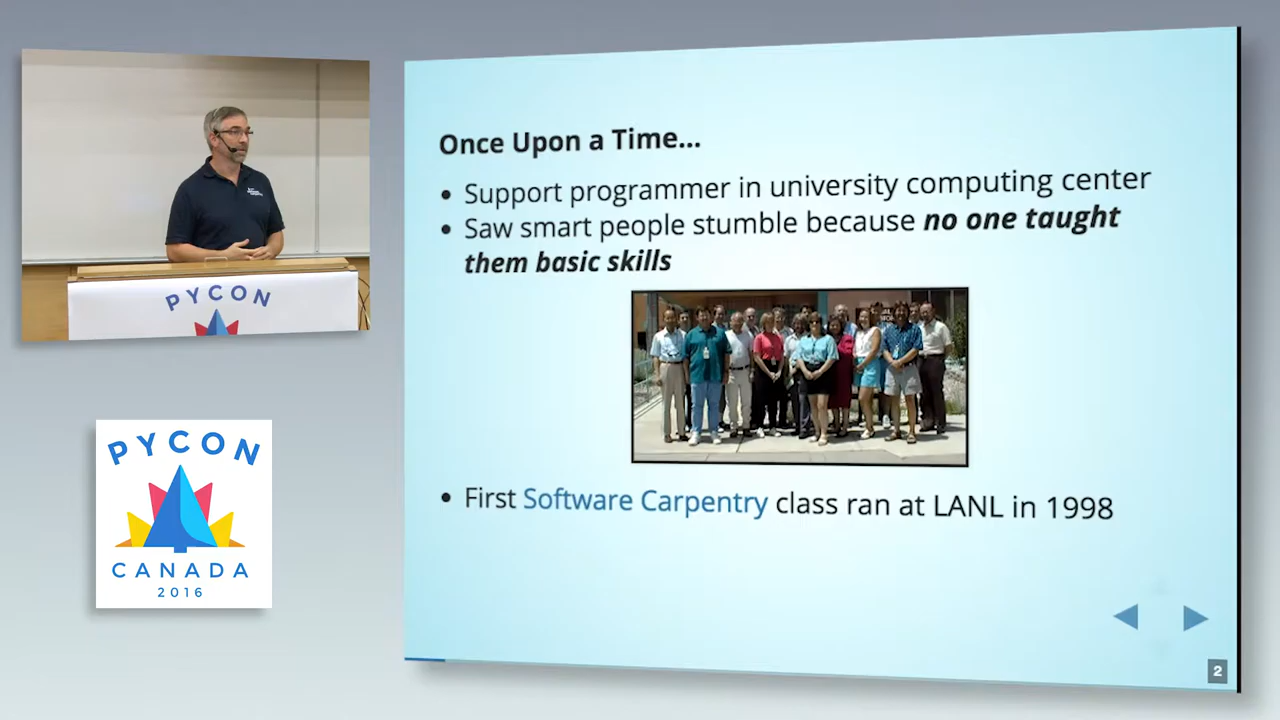 Once Upon a Time...
• Support programmer in university computing center
• Saw smart people stumble because no one taught
them basic skills
• First Software Carpentry class ran at LANL in 1998
2
PYCON
PYCON
CANADA
2016